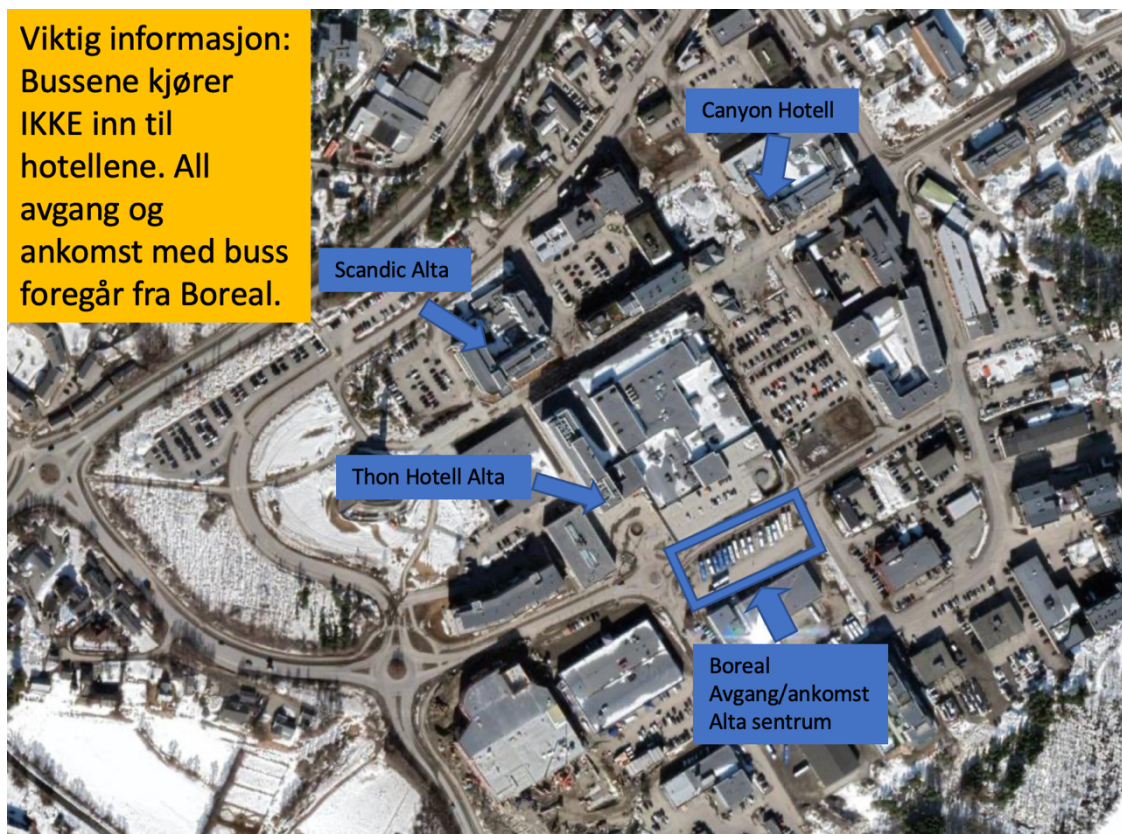 Viktig informasjon:
Bussene kjører
IKKE inn til
hotellene. All
avgang og
ankomst med buss
foregår fra Boreal.
Canyon Hotell
Scandic Alta
Thon Hotell Alta
Boreal
Avgang/ankomst
Alta sentrum